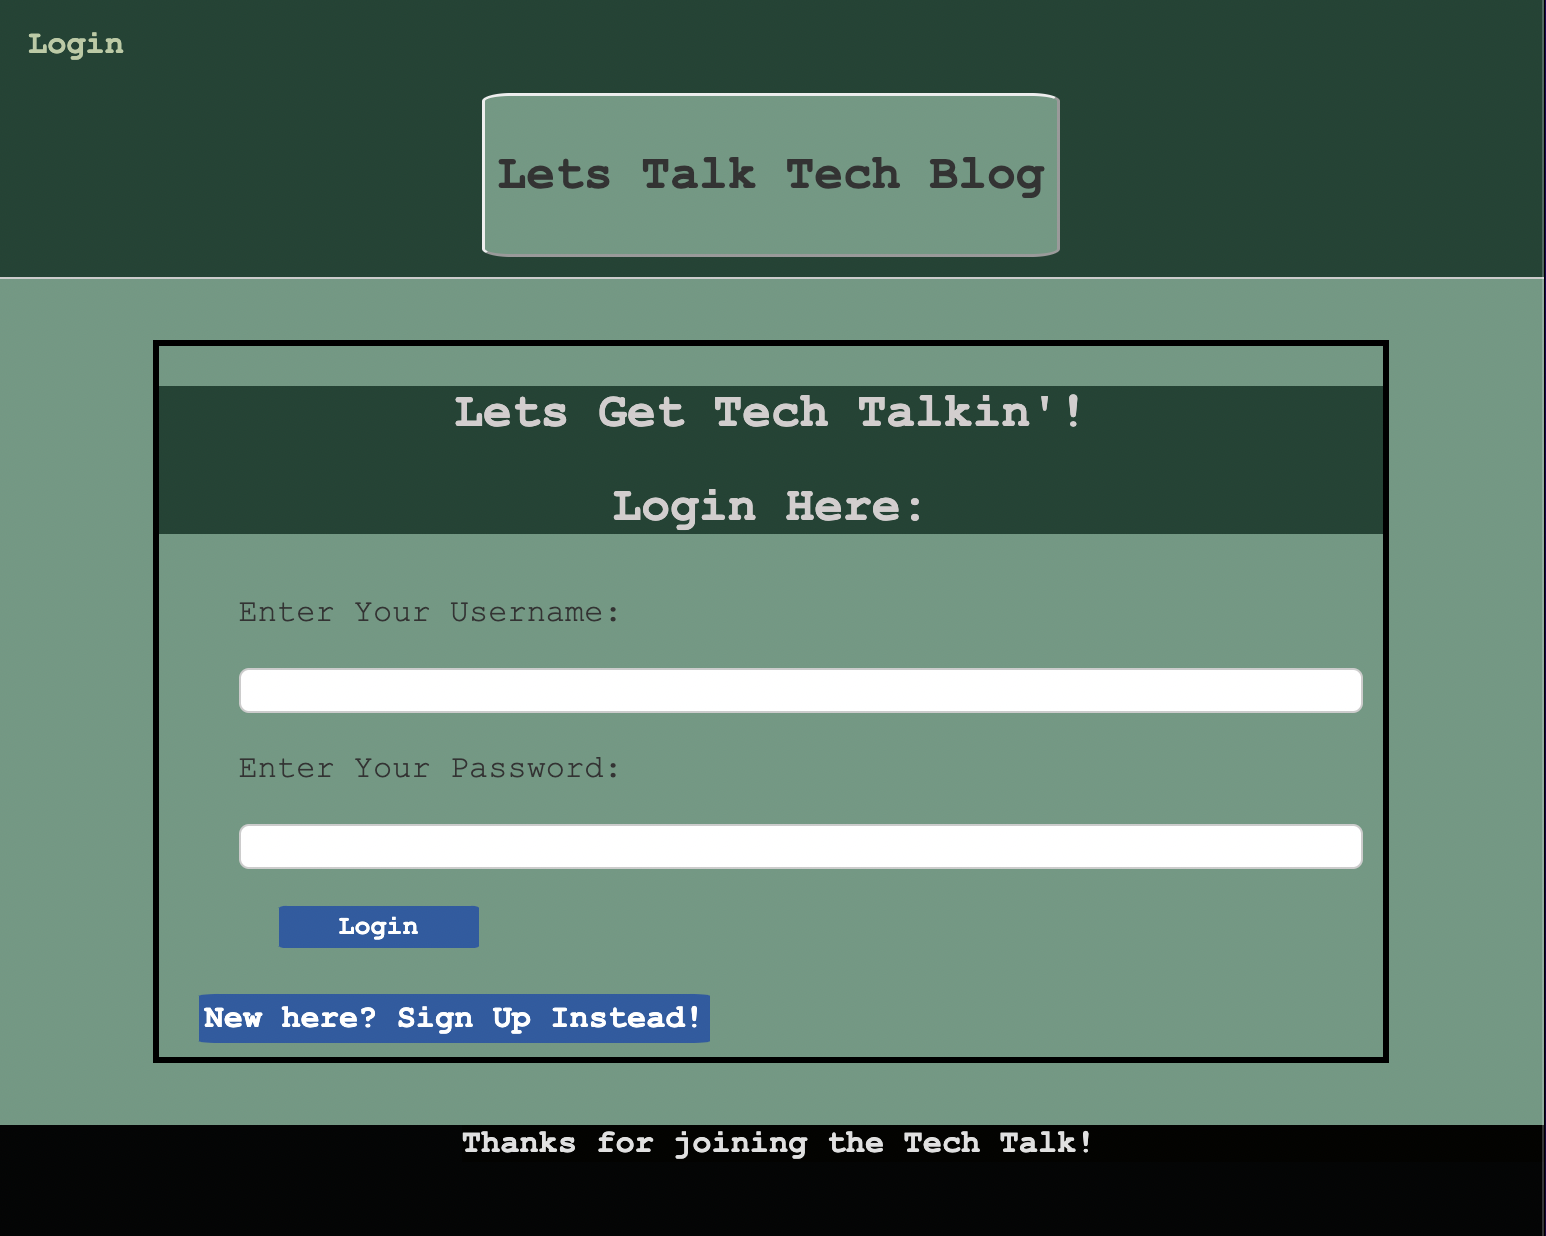 Login
Lets Talk Tech Blog
Lets Get Tech Talkin'!
Login Here:
Enter Your Username:
Enter Your Password:
Login
New here? Sign Up Instead!
Thanks for joining the Tech Talk!